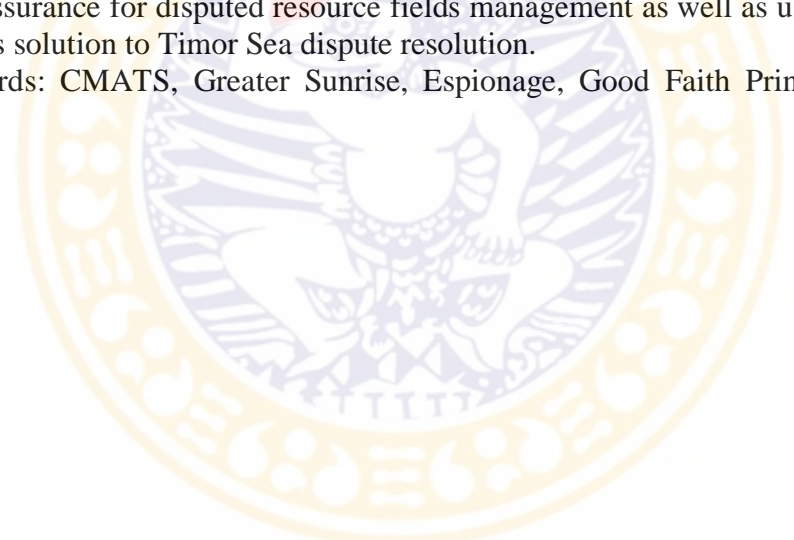 ssurance for disputed resource fields management as well as u
s solution to Timor Sea dispute resolution.
rds: CMATS, Greater Sunrise, Espionage, Good Faith Prin